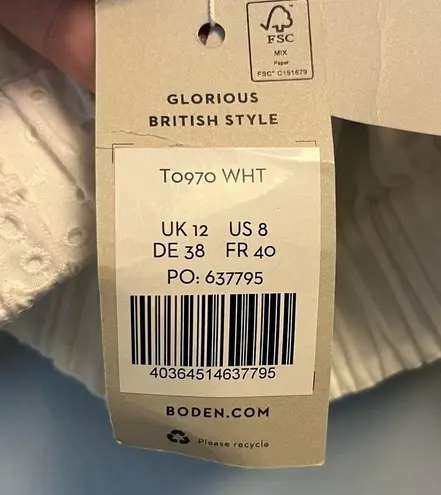 FSC
MIX
Paper
FSC® C151679
GLORIOUS
BRITISH STYLE
T0970 WHT
UK 12 US 8
DE 38 FR 40
PO: 637795
40364514637795
BODEN.COM
Please recycle